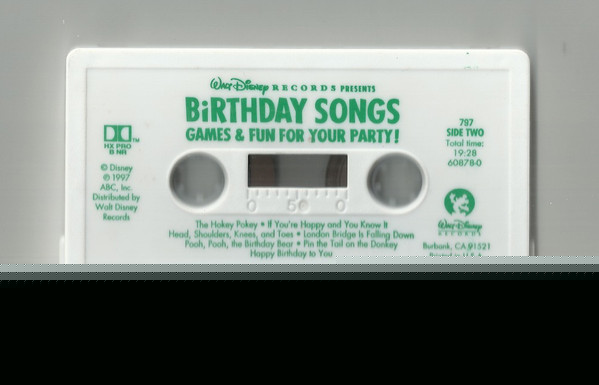 Walt Disney RECORDS PRESENTS
BiRTHDAY SONGS
GAMES & FUN FOR YOUR PARTY!
HX PRO
B NR
© Disney
© 1997
ABC, Inc.
Distributed by
Walt Disney
Records
797
SIDE TWO
Total time:
19:28
60878-0
0 50 0
The Hokey Pokey • If You're Happy and You Know It
Head, Shoulders, Knees, and Toes • London Bridge Is Falling Down
Pooh, Pooh, the Birthday Bear • Pin the Tail on the Donkey
Happy Birthday to You
Walt Disney
RECORDS
Burbank, CA 91521
Printed in U.S.A.